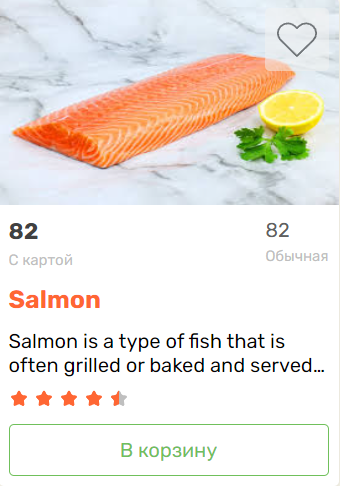 82 82
С картой Обычная
Salmon
Salmon is a type of fish that is
often grilled or baked and served...
В корзину